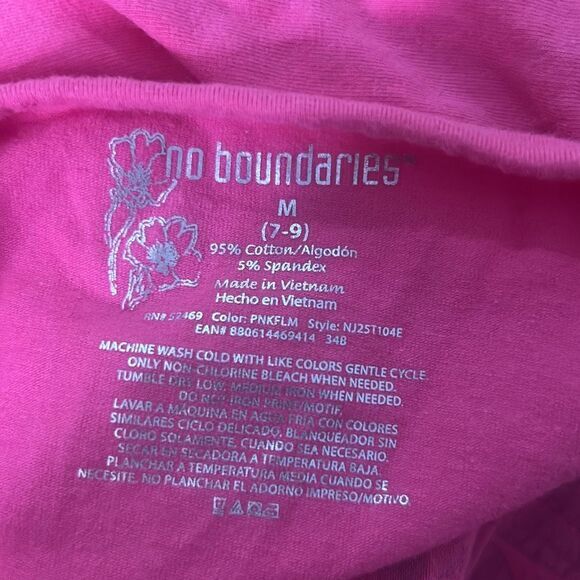 no boundaries™
M
(7-9)
95% Cotton/Algodón
5% Spandex
Made in Vietnam
Hecho en Vietnam
RN# 52469 Color: PNKFLM Style: NJ25T104E
EAN# 880614469414 34B
MACHINE WASH COLD WITH LIKE COLORS GENTLE CYCLE.
ONLY NON-CHLORINE BLEACH WHEN NEEDED.
TUMBLE DRY LOW, MEDIUM IRON WHEN NEEDED.
DO NOT IRON PRINT/MOTIF.
LAVAR A MÁQUINA EN AGUA FRÍA CON COLORES
SIMILARES CICLO DELICADO, BLANQUEADOR SIN
CLORO SOLAMENTE, CUANDO SEA NECESARIO.
SECAR EN SECADORA A TEMPERATURA BAJA.
PLANCHAR A TEMPERATURA MEDIA CUANDO SE
NECESITE. NO PLANCHAR EL ADORNO IMPRESO/MOTIVO.